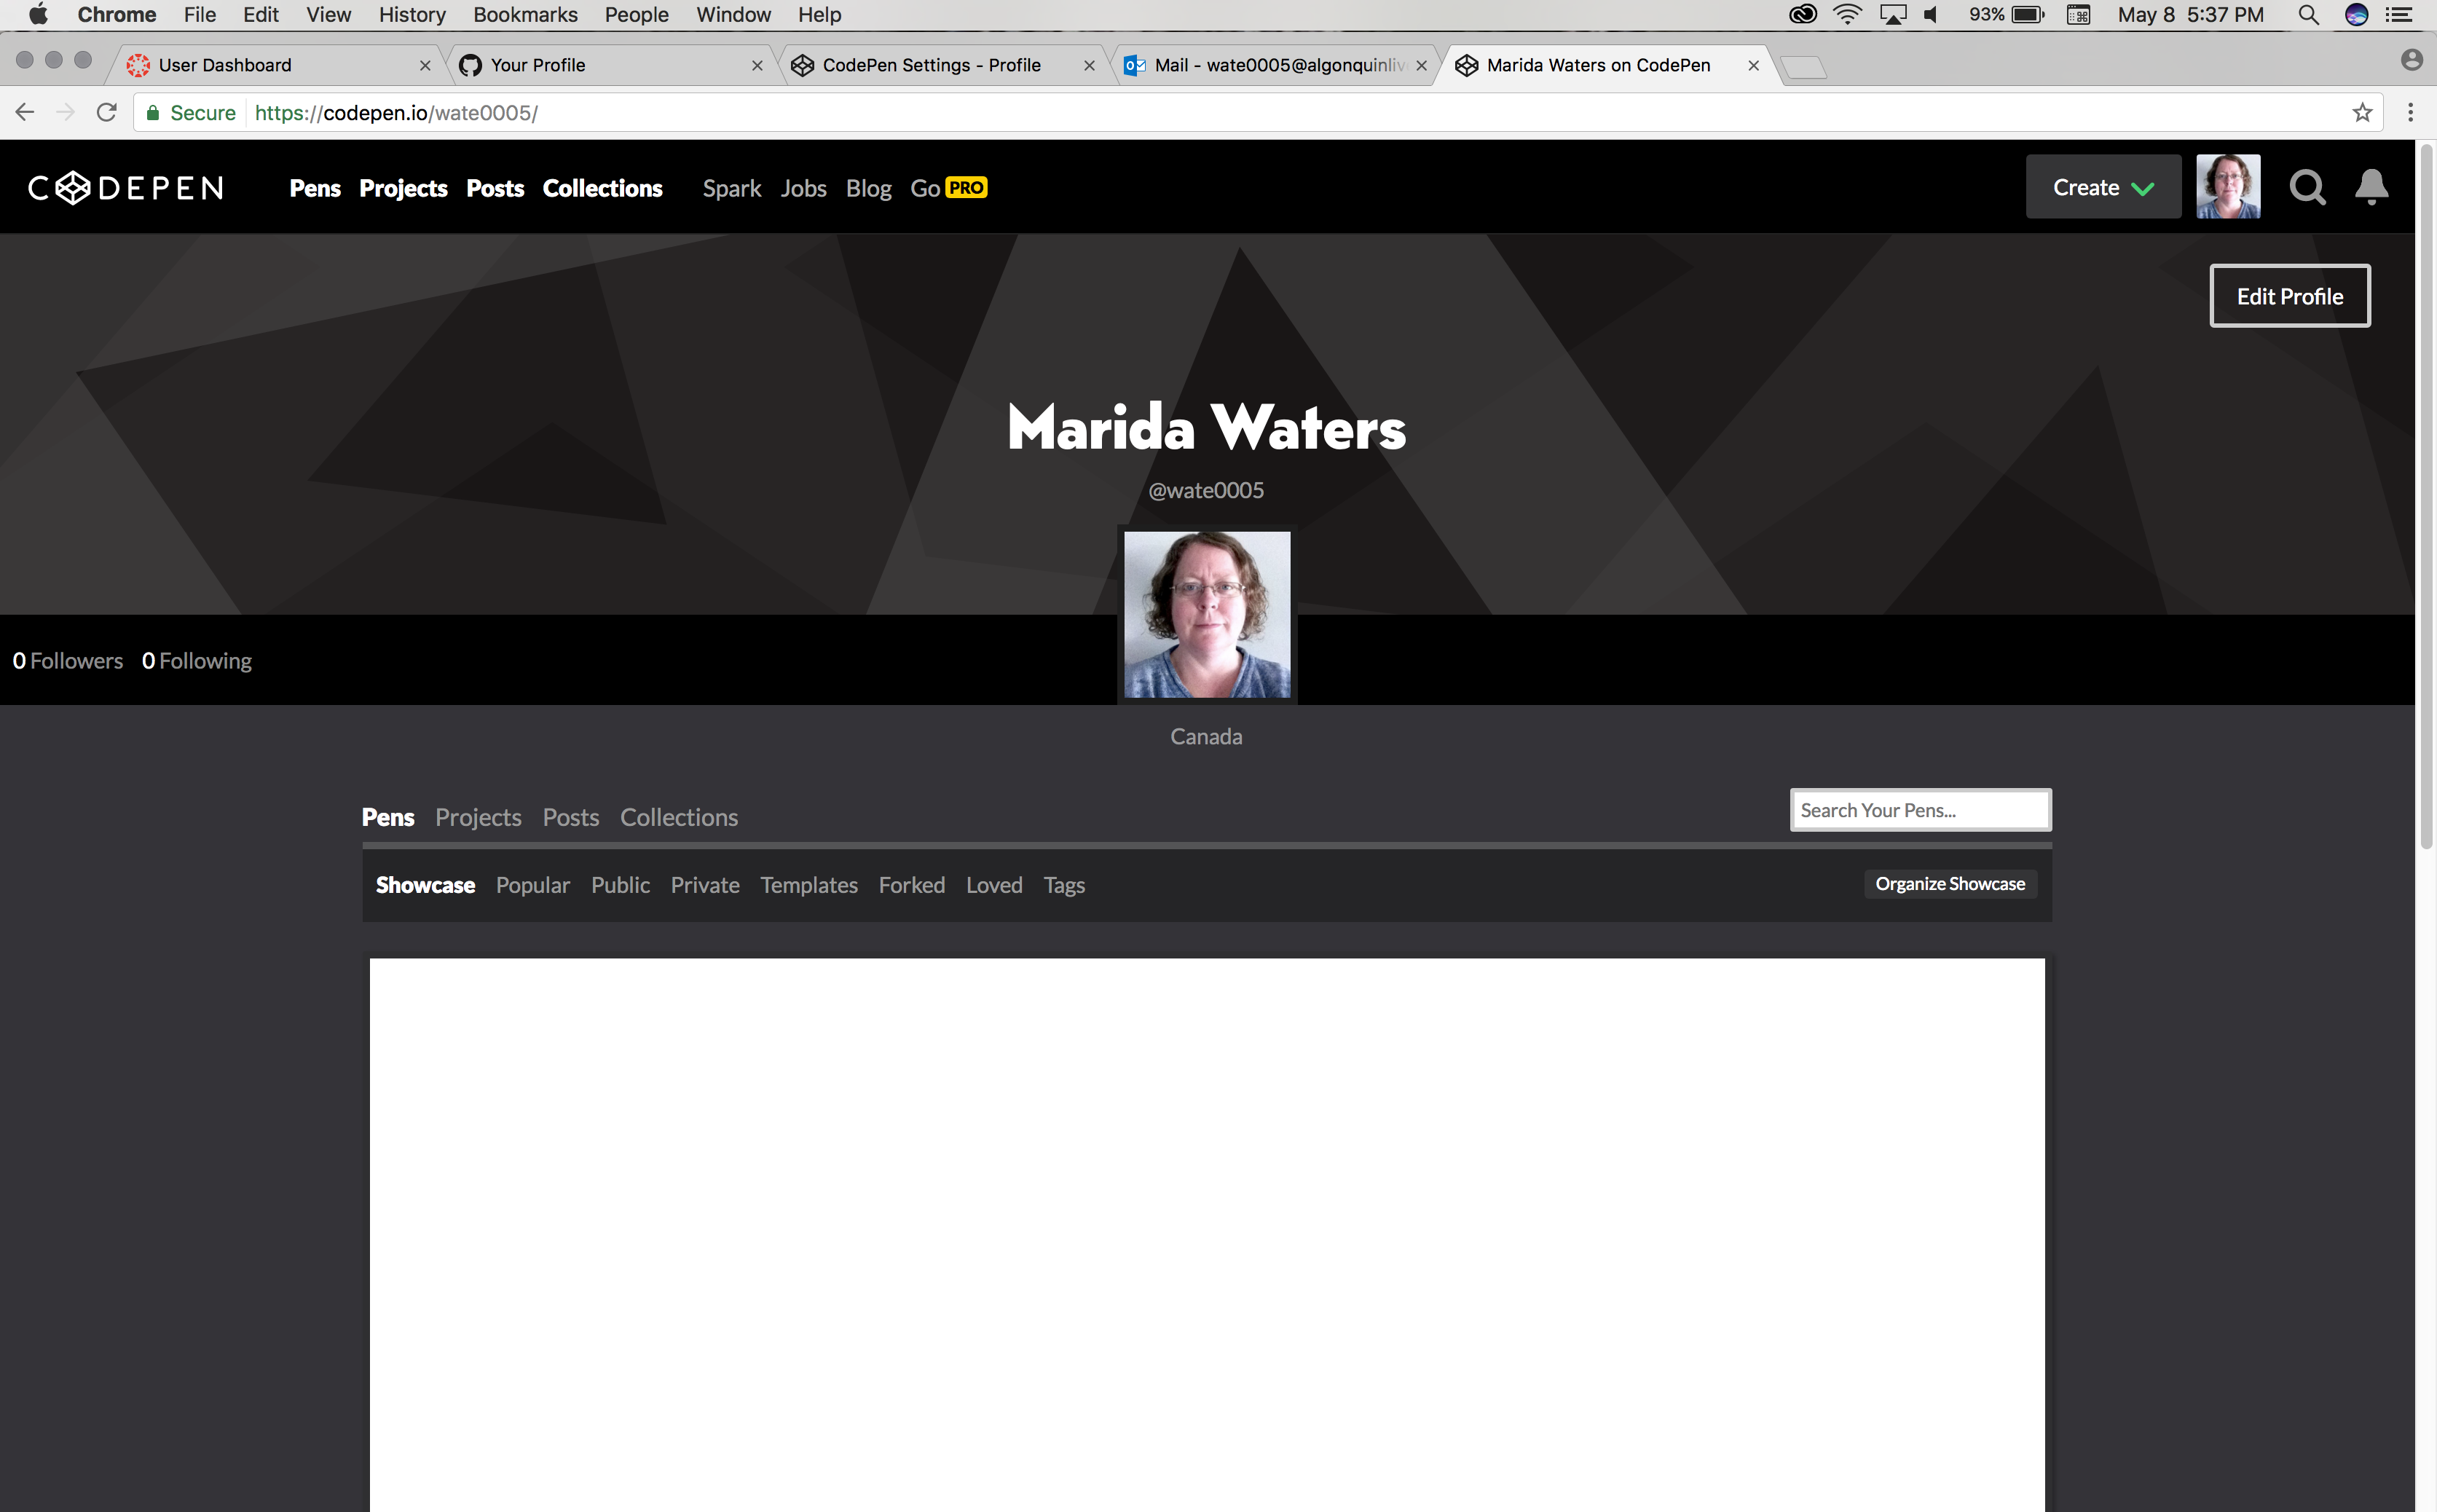 Chrome File Edit View History Bookmarks People Window Help 93% May 8 5:37 PM
User Dashboard Your Profile CodePen Settings - Profile Mail - wate0005@algonquinliv Marida Waters on CodePen
Secure https://codepen.io/wate0005/
CODEPEN Pens Projects Posts Collections Spark Jobs Blog Go PRO Create
Edit Profile
Marida Waters
@wate0005
0 Followers 0 Following
Canada
Pens Projects Posts Collections Search Your Pens...
Showcase Popular Public Private Templates Forked Loved Tags Organize Showcase